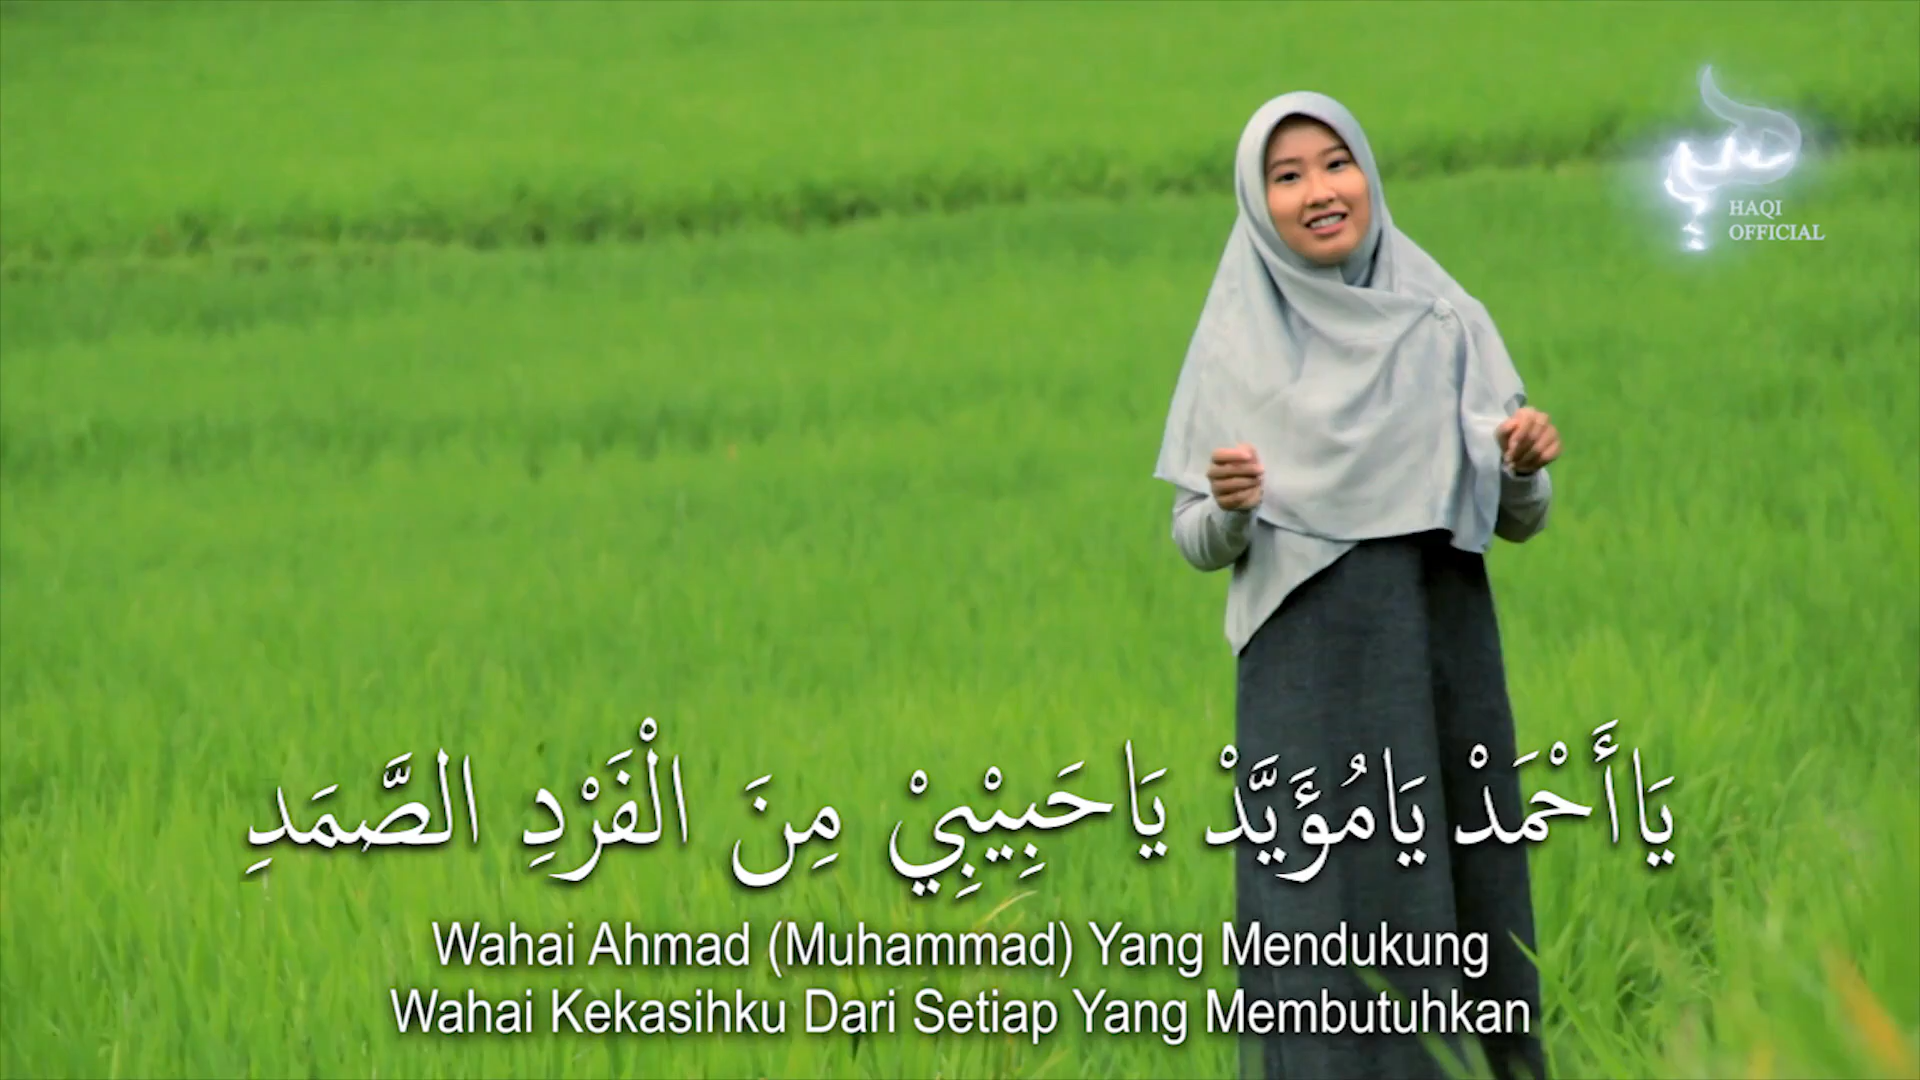 HAQI
OFFICIAL
يَاأَحْمَدْ يَامُؤَيَّدْ يَاحَبِيْبِيْ مِنَ الْفَرْدِ الصَّمَدِ
Wahai Ahmad (Muhammad) Yang Mendukung
Wahai Kekasihku Dari Setiap Yang Membutuhkan